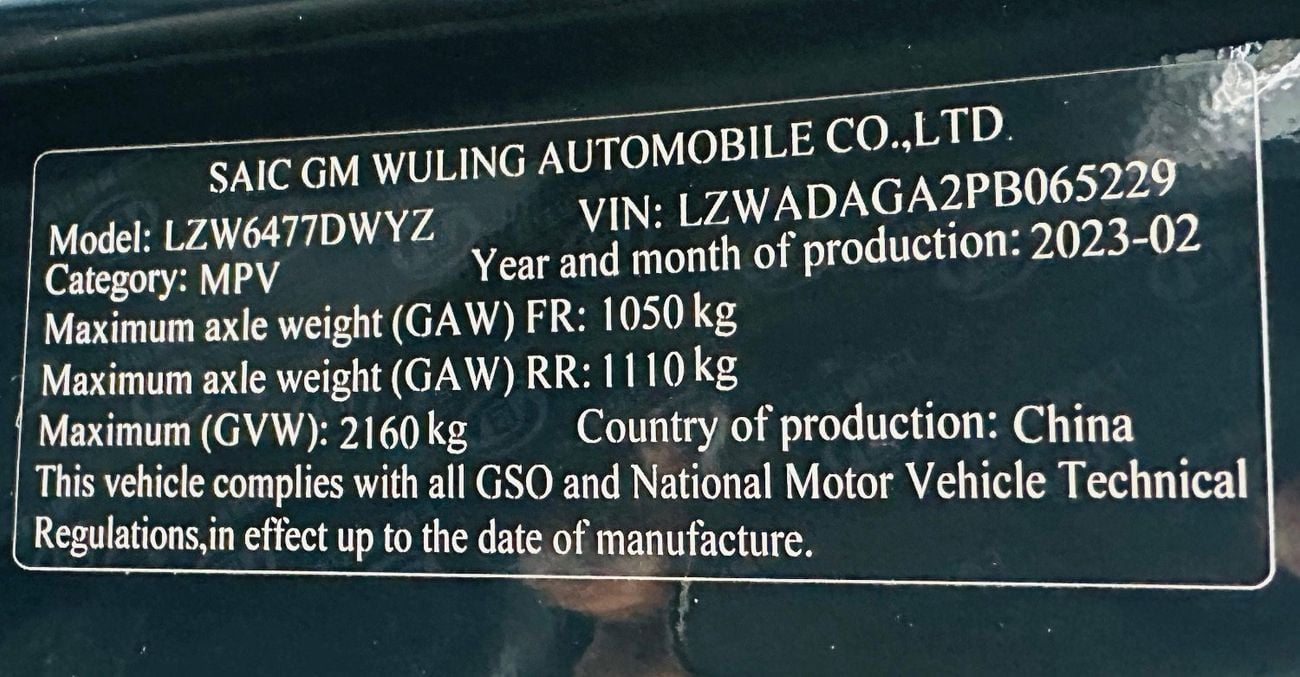 SAIC GM WULING AUTOMOBILE CO.,LTD.
Model: LZW6477DWYZ VIN: LZWADAGA2PB065229
Category: MPV Year and month of production: 2023-02
Maximum axle weight (GAW) FR: 1050 kg
Maximum axle weight (GAW) RR: 1110 kg
Maximum (GVW): 2160 kg Country of production: China
This vehicle complies with all GSO and National Motor Vehicle Technical
Regulations,in effect up to the date of manufacture.